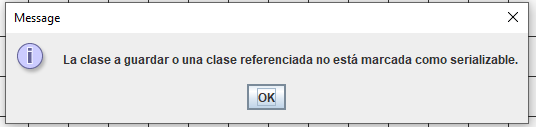 Message
La clase a guardar o una clase referenciada no está marcada como serializable.
OK